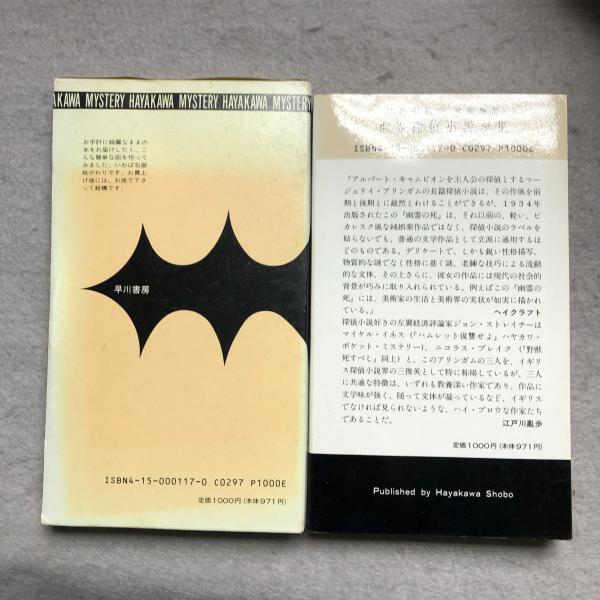 AKAWA MYSTERY HAYAKAWA MYSTERY HAYAKAWA MYSTERY
お手許に綺麗なままの
本をお届けしたく、こ
んな簡単な函を作って
みました。いわば包装
紙がわりです。お買上
げ後には、お捨て下さ
って結構です。
早川書房
ISBN4-15-000117-0 C0297 P1000E
定価1000円(本体971円)
ISBN4-15-000117-0 C0297 P1000E
「アルバート・キャムピオンを主人公の探偵とするマー
ジェリイ・アリンガムの長篇探偵小説は、その作風を前
期と後期とに截然とわけることができるが、1934年
出版されたこの『幽霊の死』は、それ以前の、軽い、ピ
カレスク風な純娯楽作品ではなく、探偵小説のラベルを
貼らないでも、普通の文学作品として立派に通用するほ
どのものである。デリケートで、しかも鋭い性格描写、
物質的な謎でなく性格に基く謎、老練な技巧による流動
的な文体、その上さらに、彼女の作品には現代の社会的
背景が巧みに取り入れられている。例えばこの『幽霊の
死』には、美術家の生活と美術界の実状が如実に描かれ
ている。」
ヘイクラフト
探偵小説好きの左翼経済評論家ジョン・ストレイチーは
マイケル・イネス(『ハムレット復讐せよ』ハヤカワ・
ポケット・ミステリー)、ニコラス・ブレイク(『野獣
死すべし』同上)と、このアリンガムの三人を、イギリ
ス探偵小説界の三俊英として特に称揚しているが、三人
に共通な特徴は、いずれも教養深い作家であり、作品に
文学味が強く、随って文体が凝っているなど、イギリス
でなければ見られないような、ハイ・ブロウな作家たち
であることだ。
江戸川亂歩
定価1000円(本体971円)
Published by Hayakawa Shobo